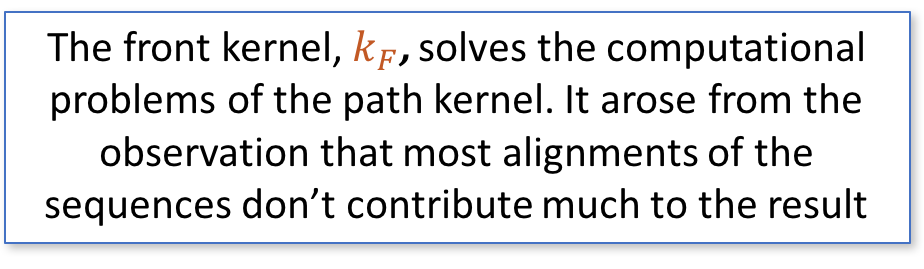 The front kernel, k_F, solves the computational
problems of the path kernel. It arose from the
observation that most alignments of the
sequences don’t contribute much to the result